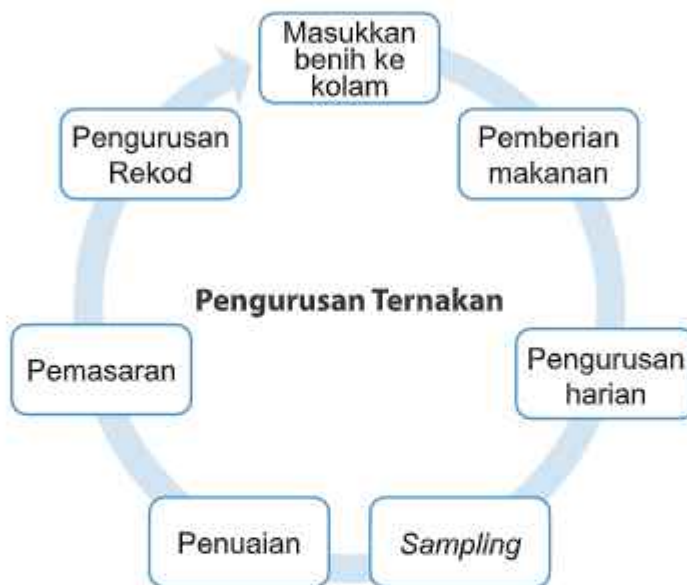 Masukkan
benih ke
kolam
Pemberian
makanan
Pengurusan
harian
Sampling
Penuaian
Pemasaran
Pengurusan
Rekod
Pengurusan Ternakan